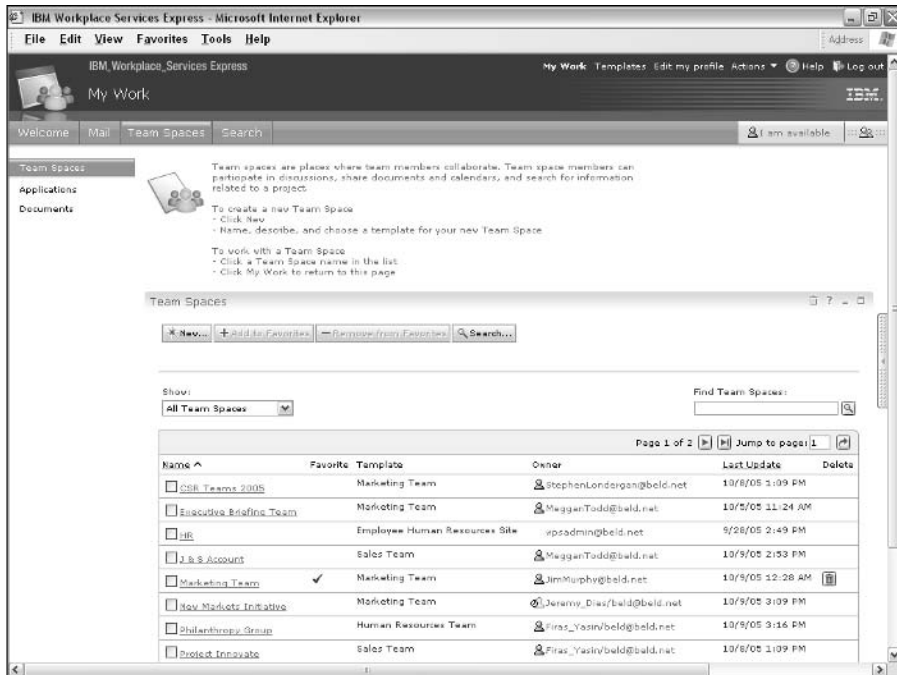 IBM Workplace Services Express - Microsoft Internet Explorer
File Edit View Favorites Tools Help
Address
IBM_Workplace_Services Express
My Work Templates Edit my profile Actions Help Log out
My Work
IBM.
Welcome Mail Team Spaces Search
I am available
Team Spaces
Applications
Documents
Team spaces are places where team members collaborate. Team space members can
participate in discussions, share documents and calendars, and search for information
related to a project.
To create a new Team Space
- Click New
- Name, describe, and choose a template for your new Team Space
To work with a Team Space
- Click a Team Space name in the list
- Click My Work to return to this page
Team Spaces
New... Add to Favorites Remove from Favorites Search...
Show:
Find Team Spaces:
All Team Spaces
Page 1 of 2 Jump to page: 1
Name Favorite Template Owner Last Update Delete
CSR Teams 2005 Marketing Team StephenLondergan@beld.net 10/8/05 1:09 PM
Executive Briefing Team Marketing Team MegganTodd@beld.net 10/5/05 11:24 AM
HR Employee Human Resources Site wpsadmin@beld.net 9/28/05 2:49 PM
J & S Account Sales Team MegganTodd@beld.net 10/9/05 2:53 PM
Marketing Team Marketing Team JimMurphy@beld.net 10/9/05 12:28 AM
New Markets Initiative Marketing Team Jeremy_Dies/beld@beld.net 10/9/05 3:09 PM
Philanthropy Group Human Resources Team Firas_Yasin/beld@beld.net 10/9/05 3:16 PM
Project Innovate Sales Team Firas_Yasin/beld@beld.net 10/8/05 1:09 PM